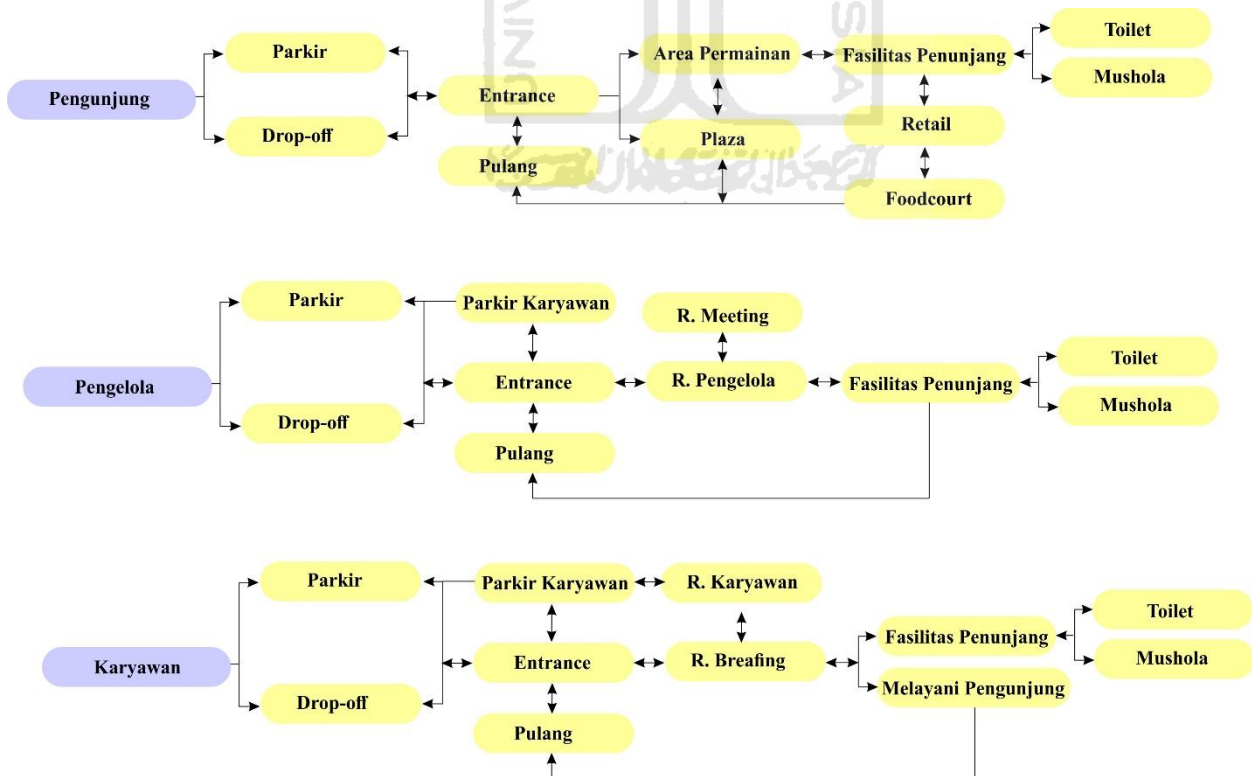 Pengunjung
Parkir
Drop-off
Entrance
Pulang
Area Permainan
Plaza
Fasilitas Penunjang
Retail
Foodcourt
Toilet
Mushola
Pengelola
Parkir
Drop-off
Parkir Karyawan
Entrance
Pulang
R. Meeting
R. Pengelola
Fasilitas Penunjang
Toilet
Mushola
Karyawan
Parkir
Drop-off
Parkir Karyawan
Entrance
Pulang
R. Karyawan
R. Breafing
Fasilitas Penunjang
Melayani Pengunjung
Toilet
Mushola